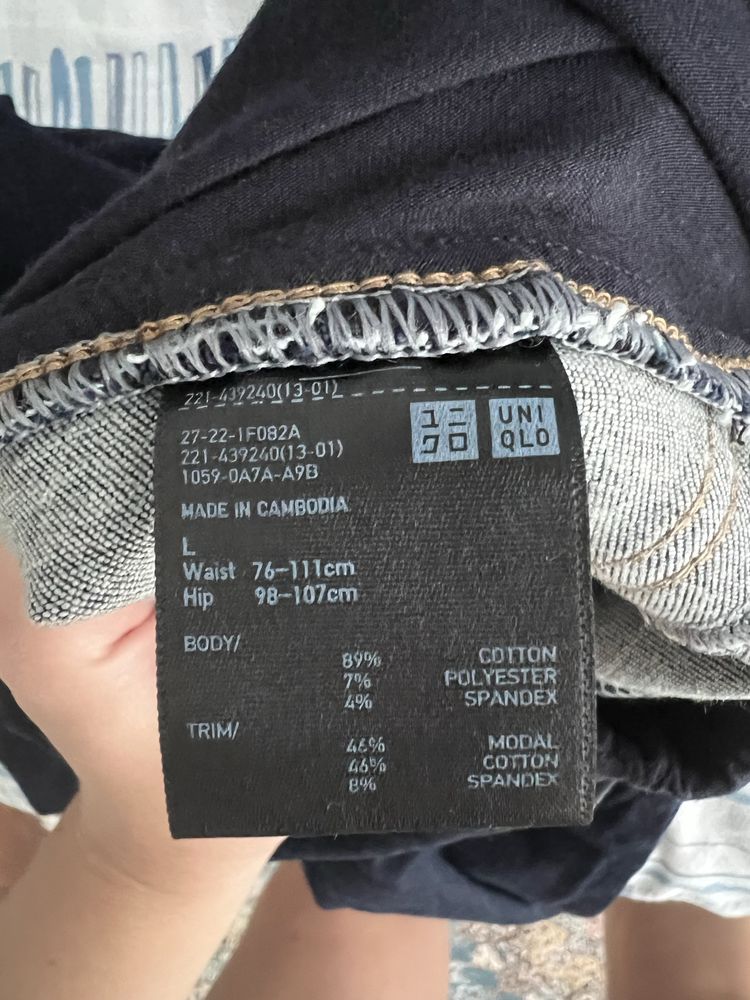 221-439240(13-01)
ユニ
クロ
UNI
QLO
27-22-1F082A
221-439240(13-01)
1059-0A7A-A9B
MADE IN CAMBODIA
L
Waist 76-111cm
Hip 98-107cm
BODY/
89% COTTON
7% POLYESTER
4% SPANDEX
TRIM/
46% MODAL
46% COTTON
8% SPANDEX